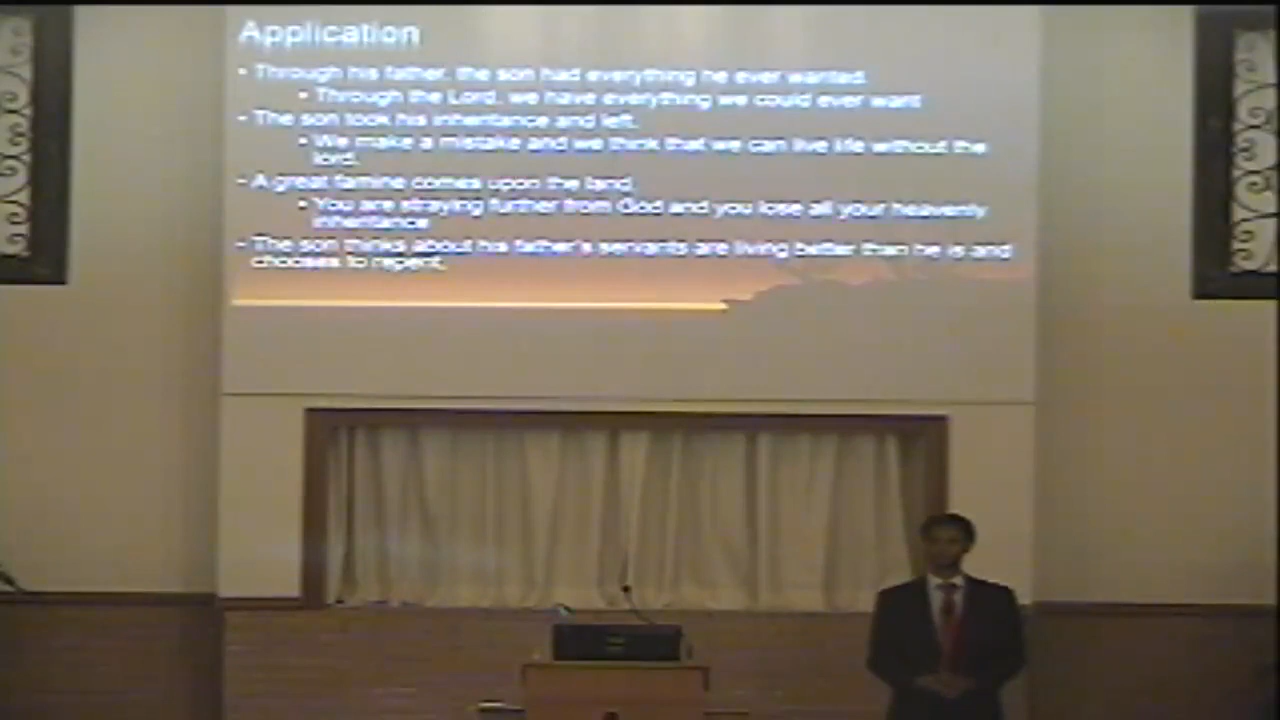 Application
• Through his father, the son had everything he ever wanted.
• Through the Lord, we have everything we could ever want
• The son took his inheritance and left.
• We make a mistake and we think that we can live life without the
lord.
• A great famine comes upon the land.
• You are straying further from God and you lose all your heavenly
inheritance
• The son thinks about his father's servants are living better than he is and
chooses to repent.